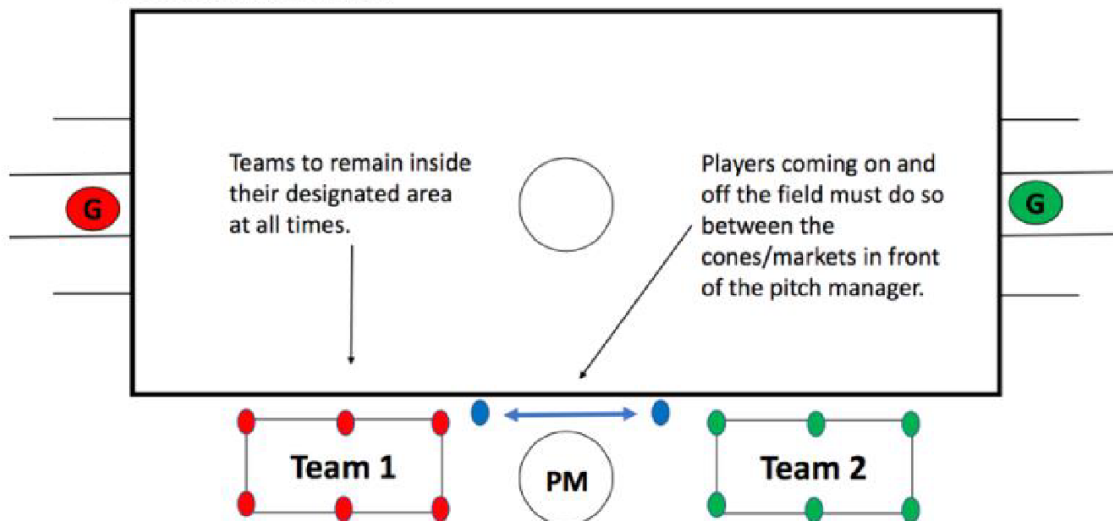 Teams to remain inside
their designated area
at all times.
Players coming on and
off the field must do so
between the
cones/markets in front
of the pitch manager.
G
G
Team 1
PM
Team 2